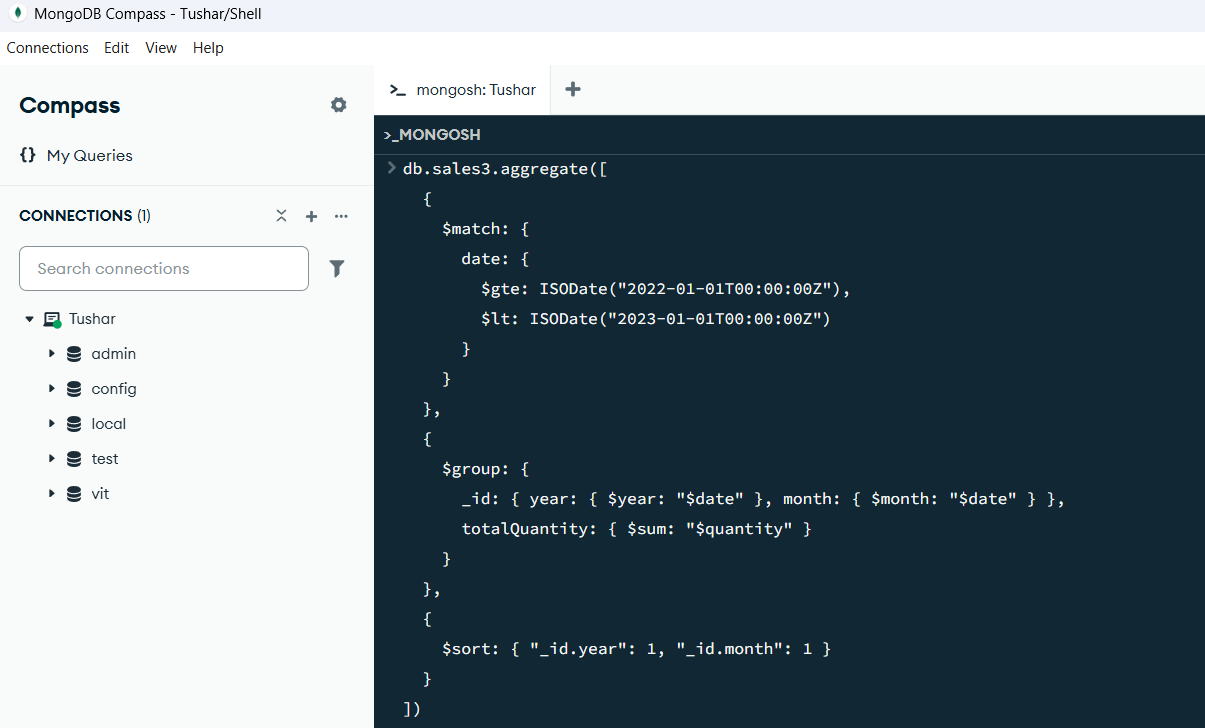 MongoDB Compass - Tushar/Shell
Connections Edit View Help
Compass
{} My Queries
CONNECTIONS (1)
Search connections
Tushar
admin
config
local
test
vit
>_ mongosh: Tushar
>_MONGOSH
> db.sales3.aggregate([
{
$match: {
date: {
$gte: ISODate("2022-01-01T00:00:00Z"),
$lt: ISODate("2023-01-01T00:00:00Z")
}
}
},
{
$group: {
_id: { year: { $year: "$date" }, month: { $month: "$date" } },
totalQuantity: { $sum: "$quantity" }
}
},
{
$sort: { "_id.year": 1, "_id.month": 1 }
}
])